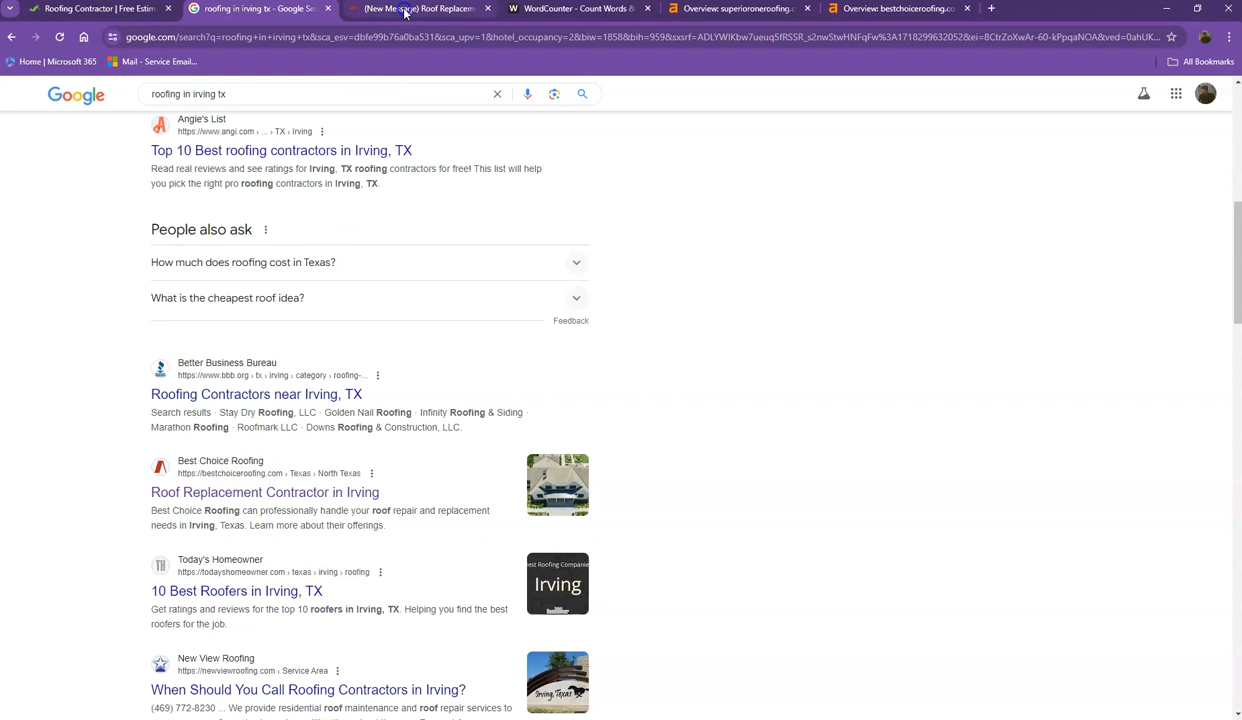 Roofing Contractor | Free Estim
roofing in irving tx - Google Se
(New Message) Roof Replacem
WordCounter - Count Words &
Overview: superioroneroofing.c
Overview: bestchoiceroofing.co
Home | Microsoft 365
Mail - Service Email...
All Bookmarks
Google
roofing in irving tx
Angie's List
https://www.angi.com › ... › TX › Irving
Top 10 Best roofing contractors in Irving, TX
Read real reviews and see ratings for Irving, TX roofing contractors for free! This list will help
you pick the right pro roofing contractors in Irving, TX.
People also ask
How much does roofing cost in Texas?
What is the cheapest roof idea?
Feedback
Better Business Bureau
https://www.bbb.org › tx › irving › category › roofing-...
Roofing Contractors near Irving, TX
Search results · Stay Dry Roofing, LLC · Golden Nail Roofing · Infinity Roofing & Siding ·
Marathon Roofing · Roofmark LLC · Downs Roofing & Construction, LLC.
Best Choice Roofing
https://bestchoiceroofing.com › Texas › North Texas
Roof Replacement Contractor in Irving
Best Choice Roofing can professionally handle your roof repair and replacement
needs in Irving, Texas. Learn more about their offerings.
Today's Homeowner
https://todayshomeowner.com › texas › irving › roofing
10 Best Roofers in Irving, TX
Get ratings and reviews for the top 10 roofers in Irving, TX. Helping you find the best
roofers for the job.
est Roofing Companie
Irving
New View Roofing
https://newviewroofing.com › Service Area
When Should You Call Roofing Contractors in Irving?
(469) 772-8230 ... We provide residential roof maintenance and roof repair services to
Irving, Texas